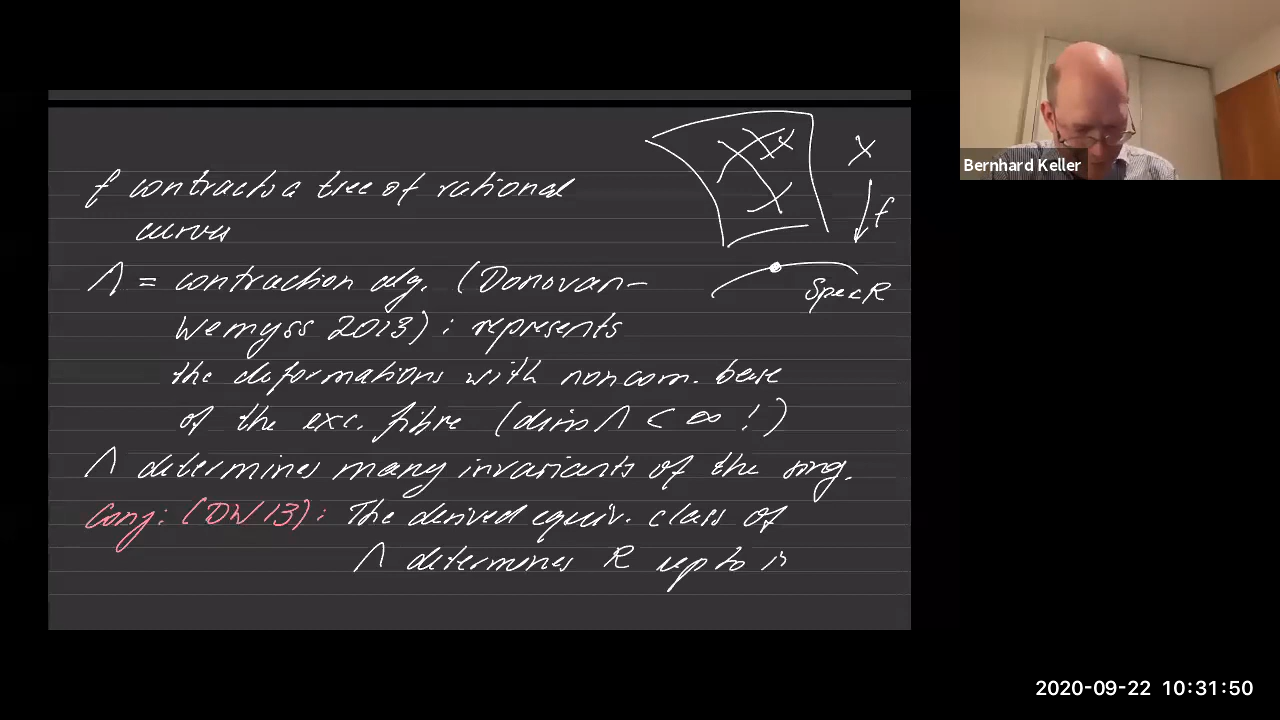 f contracts a tree of rational
curves
X
f
Spec R
Λ = contraction alg. (Donovan-
Wemyss 2013) : represents
the deformations with noncom. base
of the exc. fibre (dim Λ < ∞ !)
Λ determines many invariants of the sing.
Conj: (DW 13): The derived equiv. class of
Λ determines R up to is
Bernhard Keller
2020-09-22 10:31:50